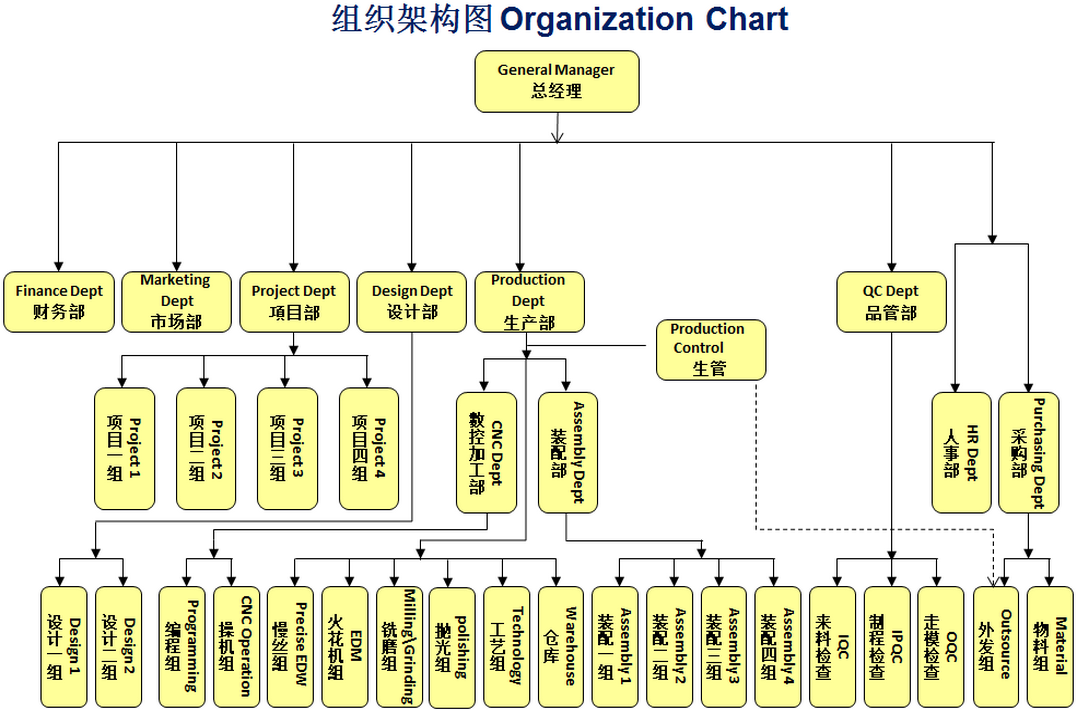 组织架构图 Organization Chart
General Manager
总经理
Finance Dept
财务部
Marketing
Dept
市场部
Project Dept
項目部
Design Dept
设计部
Production
Dept
生产部
QC Dept
品管部
Production
Control
生管
Project 1
项目一组
Project 2
项目二组
Project 3
项目三组
Project 4
项目四组
CNC Dept
數控加工部
Assembly Dept
装配部
HR Dept
人事部
Purchasing Dept
采购部
Design 1
设计一组
Design 2
设计二组
Programming
编程组
CNC Operation
操机组
Precise EDW
慢丝组
EDM
火花机组
Milling\Grinding
铣磨组
polishing
抛光组
Technology
工艺组
Warehouse
仓库
Assembly 1
装配一组
Assembly 2
装配二组
Assembly 3
装配三组
Assembly 4
装配四组
IQC
来料检查
IPQC
制程检查
OQC
走模检查
Outsource
外发组
Material
物料组